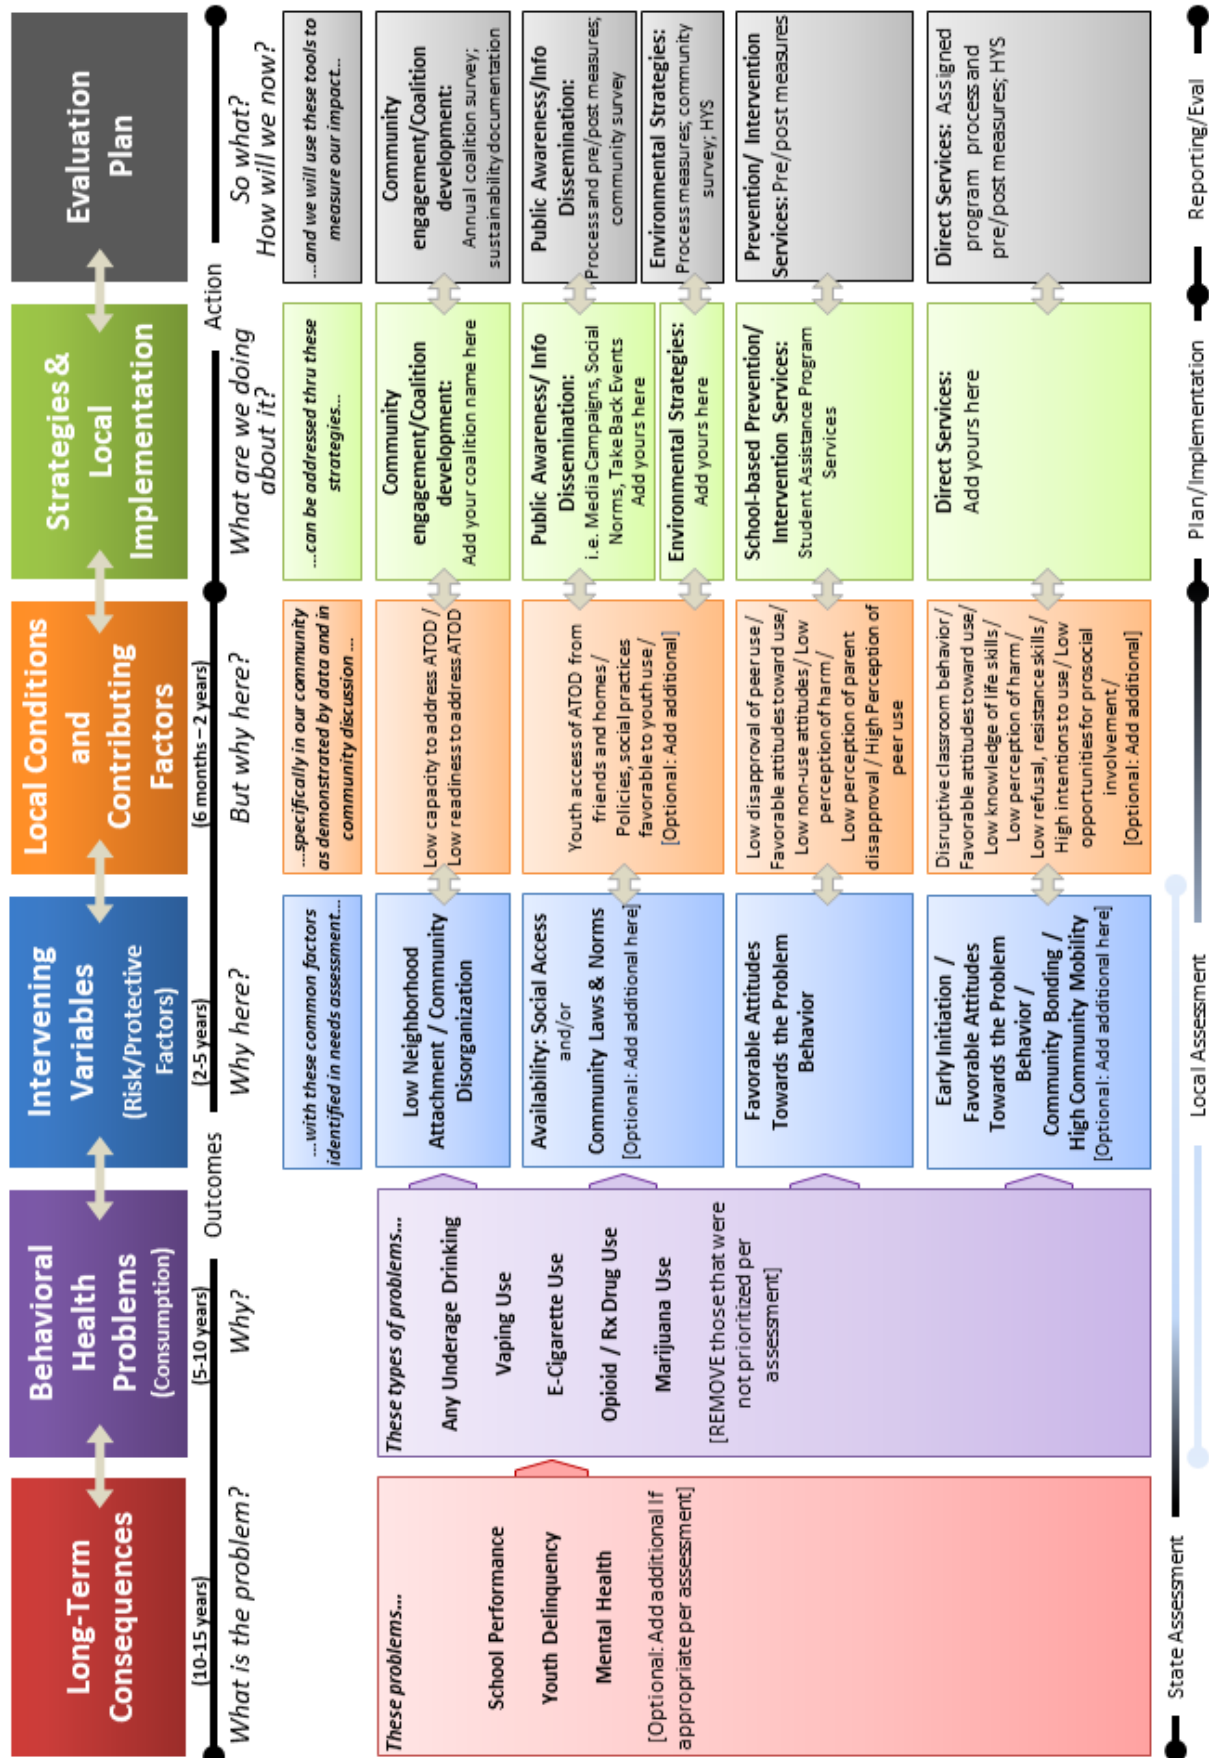 Long-Term
Consequences
Behavioral
Health
Problems
(Consumption)
Intervening
Variables
(Risk/Protective
Factors)
Local Conditions
and
Contributing
Factors
Strategies &
Local
Implementation
Evaluation
Plan
(10-15 years)
(5-10 years)
(2-5 years)
(6 months – 2 years)
Outcomes
Action
What is the problem?
Why?
Why here?
But why here?
What are we doing
about it?
So what?
How will we now?
These problems...
School Performance
Youth Delinquency
Mental Health
[Optional: Add additional If
appropriate per assessment]
These types of problems...
Any Underage Drinking
Vaping Use
E-Cigarette Use
Opioid / Rx Drug Use
Marijuana Use
[REMOVE those that were
not prioritized per
assessment]
...with these common factors
identified in needs assessment...
Low Neighborhood
Attachment / Community
Disorganization
Availability: Social Access
and/or
Community Laws & Norms
[Optional: Add additional here]
Favorable Attitudes
Towards the Problem
Behavior
Early Initiation /
Favorable Attitudes
Towards the Problem
Behavior /
Community Bonding /
High Community Mobility
[Optional: Add additional here]
...specifically in our community
as demonstrated by data and in
community discussion ...
Low capacity to address ATOD /
Low readiness to address ATOD
Youth access of ATOD from
friends and homes /
Policies, social practices
favorable to youth use /
[Optional: Add additional]
Low disapproval of peer use /
Favorable attitudes toward use/
Low non-use attitudes / Low
perception of harm /
Low perception of parent
disapproval / High Perception of
peer use
Disruptive classroom behavior /
Favorable attitudes toward use/
Low knowledge of life skills /
Low perception of harm/
Low refusal, resistance skills /
High intentions to use / Low
opportunities for prosocial
involvement /
[Optional: Add additional]
...can be addressed thru these
strategies...
Community
engagement/Coalition
development:
Add your coalition name here
Public Awareness/ Info
Dissemination:
i.e. Media Campaigns, Social
Norms, Take Back Events
Add yours here
Environmental Strategies:
Add yours here
School-based Prevention/
Intervention Services:
Student Assistance Program
Services
Direct Services:
Add yours here
...and we will use these tools to
measure our impact...
Community
engagement/Coalition
development:
Annual coalition survey;
sustainability documentation
Public Awareness/Info
Dissemination:
Process and pre/post measures;
community survey
Environmental Strategies:
Process measures; community
survey; HYS
Prevention/ Intervention
Services: Pre/post measures
Direct Services: Assigned
program process and
pre/post measures; HYS
State Assessment
Local Assessment
Plan/Implementation
Reporting/Eval